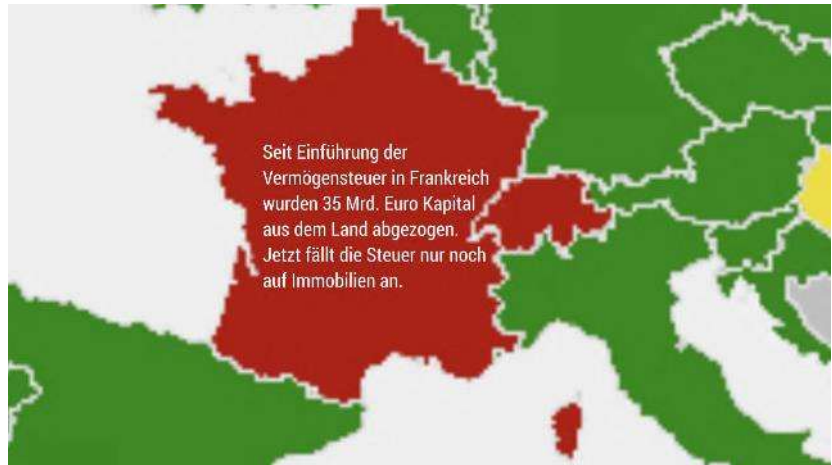 Seit Einführung der
Vermögensteuer in Frankreich
wurden 35 Mrd. Euro Kapital
aus dem Land abgezogen.
Jetzt fällt die Steuer nur noch
auf Immobilien an.